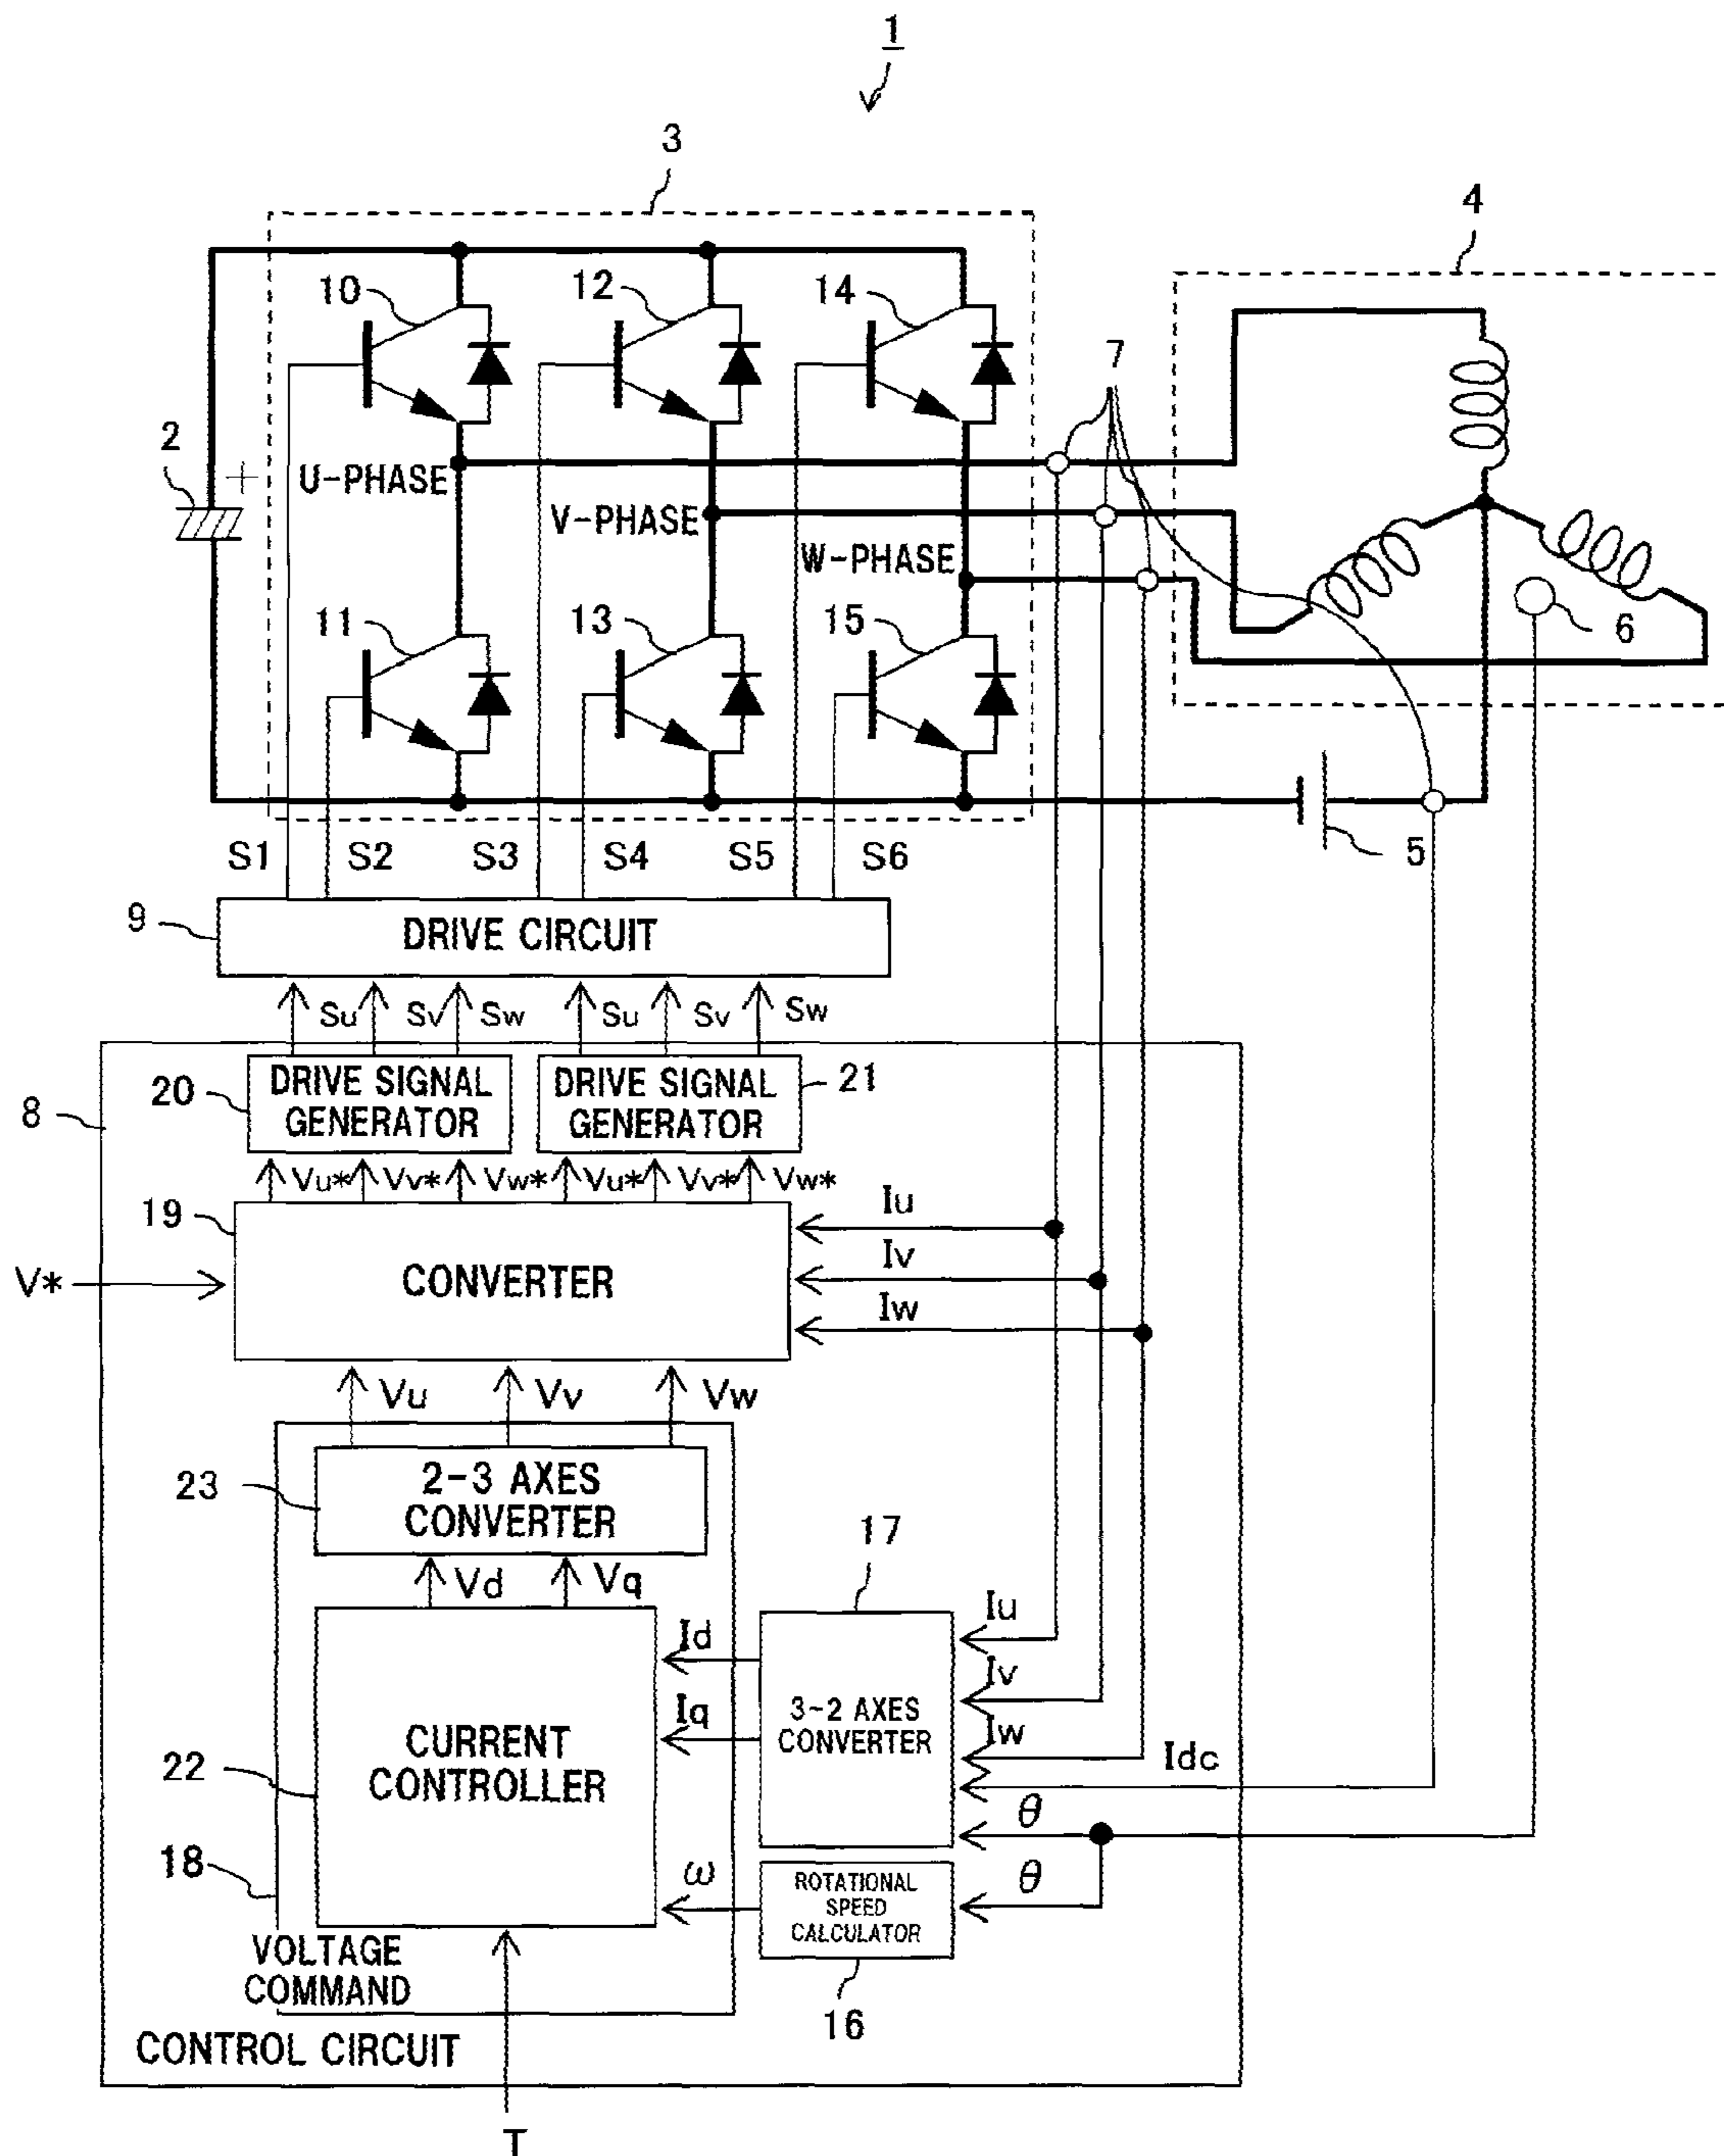 1
3
4
10
12
14
7
2
+
U-PHASE
V-PHASE
W-PHASE
6
11
13
15
5
S1
S2
S3
S4
S5
S6
9
DRIVE CIRCUIT
Su
Sv
Sw
Su
Sv
Sw
8
20
DRIVE SIGNAL
GENERATOR
DRIVE SIGNAL
GENERATOR
21
Vu*
Vv*
Vw*
Vu*
Vv*
Vw*
19
V*
CONVERTER
Iu
Iv
Iw
Vu
Vv
Vw
23
2-3 AXES
CONVERTER
17
Vd
Vq
Id
Iq
3-2 AXES
CONVERTER
Iu
Iv
Iw
Idc
θ
22
CURRENT
CONTROLLER
18
ω
ROTATIONAL
SPEED
CALCULATOR
θ
16
VOLTAGE
COMMAND
CONTROL CIRCUIT
T